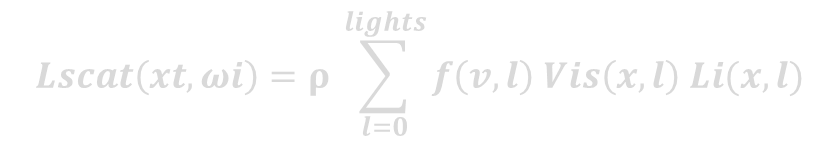 lights
Lscat(xt, ωi) = ρ ∑ f(v, l) Vis(x, l) Li(x, l)
l=0